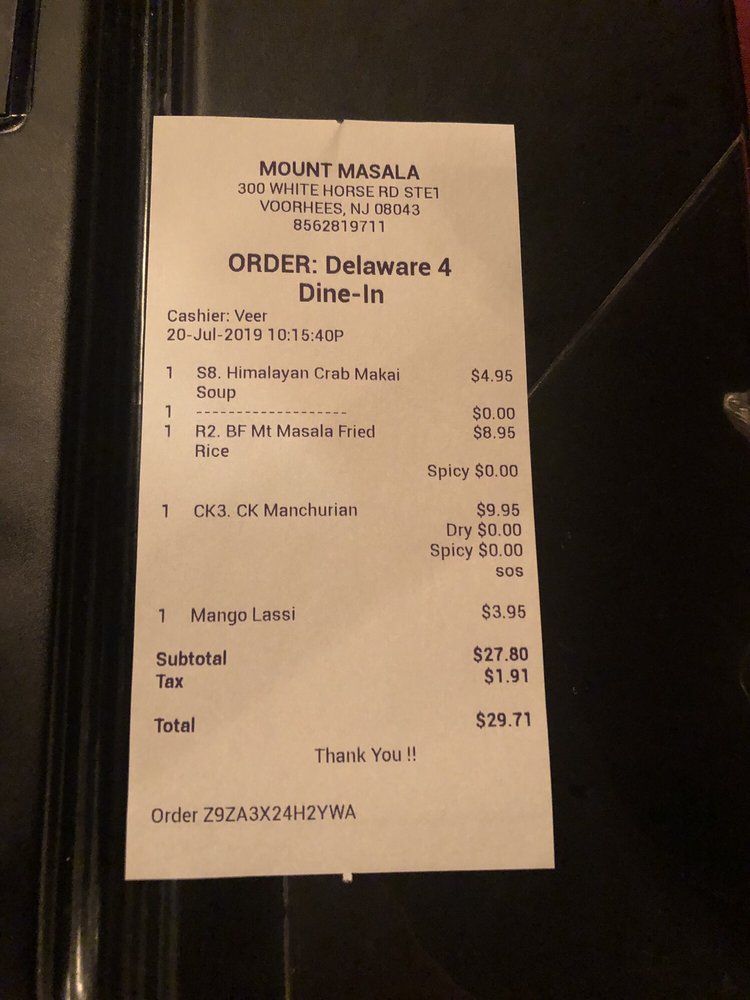 MOUNT MASALA
300 WHITE HORSE RD STE1
VOORHEES, NJ 08043
8562819711
ORDER: Delaware 4
Dine-In
Cashier: Veer
20-Jul-2019 10:15:40P
1 S8. Himalayan Crab Makai $4.95
Soup
1 ------------------- $0.00
1 R2. BF Mt Masala Fried $8.95
Rice
Spicy $0.00
1 CK3. CK Manchurian $9.95
Dry $0.00
Spicy $0.00
sos
1 Mango Lassi $3.95
Subtotal $27.80
Tax $1.91
Total $29.71
Thank You !!
Order Z9ZA3X24H2YWA